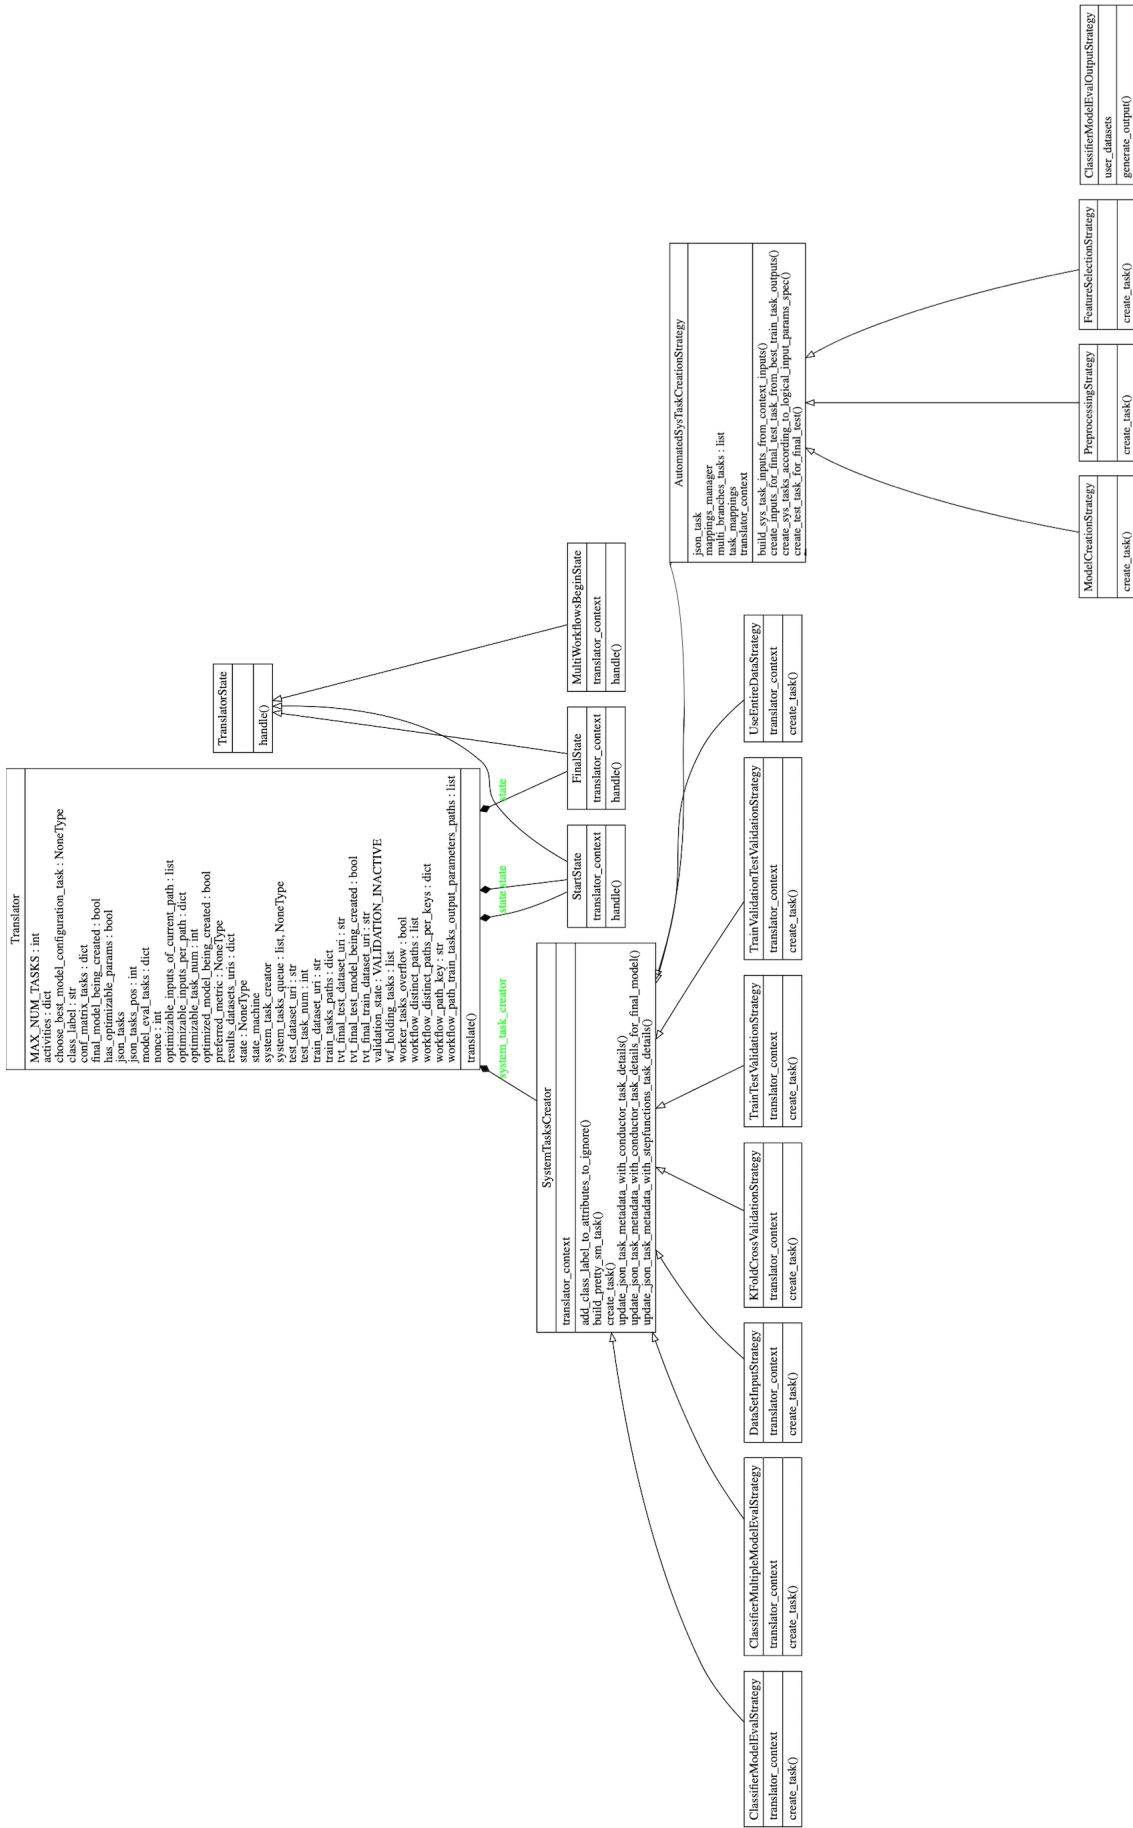 Translator
MAX_NUM_TASKS : int
activities : dict
choose_best_model_configuration_task : NoneType
class_label : str
conf_matrix_tasks : dict
final_model_being_created : bool
has_optimizable_params : bool
json_tasks
json_tasks_pos : int
model_eval_tasks : dict
nonce : int
optimizable_inputs_of_current_path : list
optimizable_inputs_per_path : dict
optimizable_task_num : int
optimized_model_being_created : bool
preferred_metric : NoneType
results_datasets_uris : dict
state : NoneType
state_machine
system_task_creator
system_tasks_queue : list, NoneType
test_dataset_uri : str
test_task_num : int
train_dataset_uri : str
train_tasks_paths : dict
tvt_final_test_dataset_uri : str
tvt_final_test_model_being_created : bool
tvt_final_train_dataset_uri : str
validation_state : VALIDATION_INACTIVE
wf_holding_tasks : list
worker_tasks_overflow : bool
workflow_distinct_paths : list
workflow_distinct_paths_per_keys : dict
workflow_path_key : str
workflow_path_train_tasks_output_parameters_paths : list
translate()
TranslatorState
handle()
system_task_creator
state
state
state
SystemTasksCreator
translator_context
add_class_label_to_attributes_to_ignore()
build_pretty_sm_task()
create_task()
update_json_task_metadata_with_conductor_task_details()
update_json_task_metadata_with_conductor_task_details_for_final_model()
update_json_task_metadata_with_stepfunctions_task_details()
StartState
translator_context
handle()
FinalState
translator_context
handle()
MultiWorkflowsBeginState
translator_context
handle()
ClassifierModelEvalStrategy
translator_context
create_task()
ClassifierMultipleModelEvalStrategy
translator_context
create_task()
DataSetInputStrategy
translator_context
create_task()
KFoldCrossValidationStrategy
translator_context
create_task()
TrainTestValidationStrategy
translator_context
create_task()
TrainValidationTestValidationStrategy
translator_context
create_task()
UseEntireDataStrategy
translator_context
create_task()
AutomatedSysTaskCreationStrategy
json_task
mappings_manager
multi_branches_tasks : list
task_mappings
translator_context
build_sys_task_inputs_from_context_inputs()
create_inputs_for_final_test_task_from_best_train_task_outputs()
create_sys_tasks_according_to_logical_input_params_spec()
create_test_task_for_final_test()
ModelCreationStrategy
create_task()
PreprocessingStrategy
create_task()
FeatureSelectionStrategy
create_task()
ClassifierModelEvalOutputStrategy
user_datasets
generate_output()